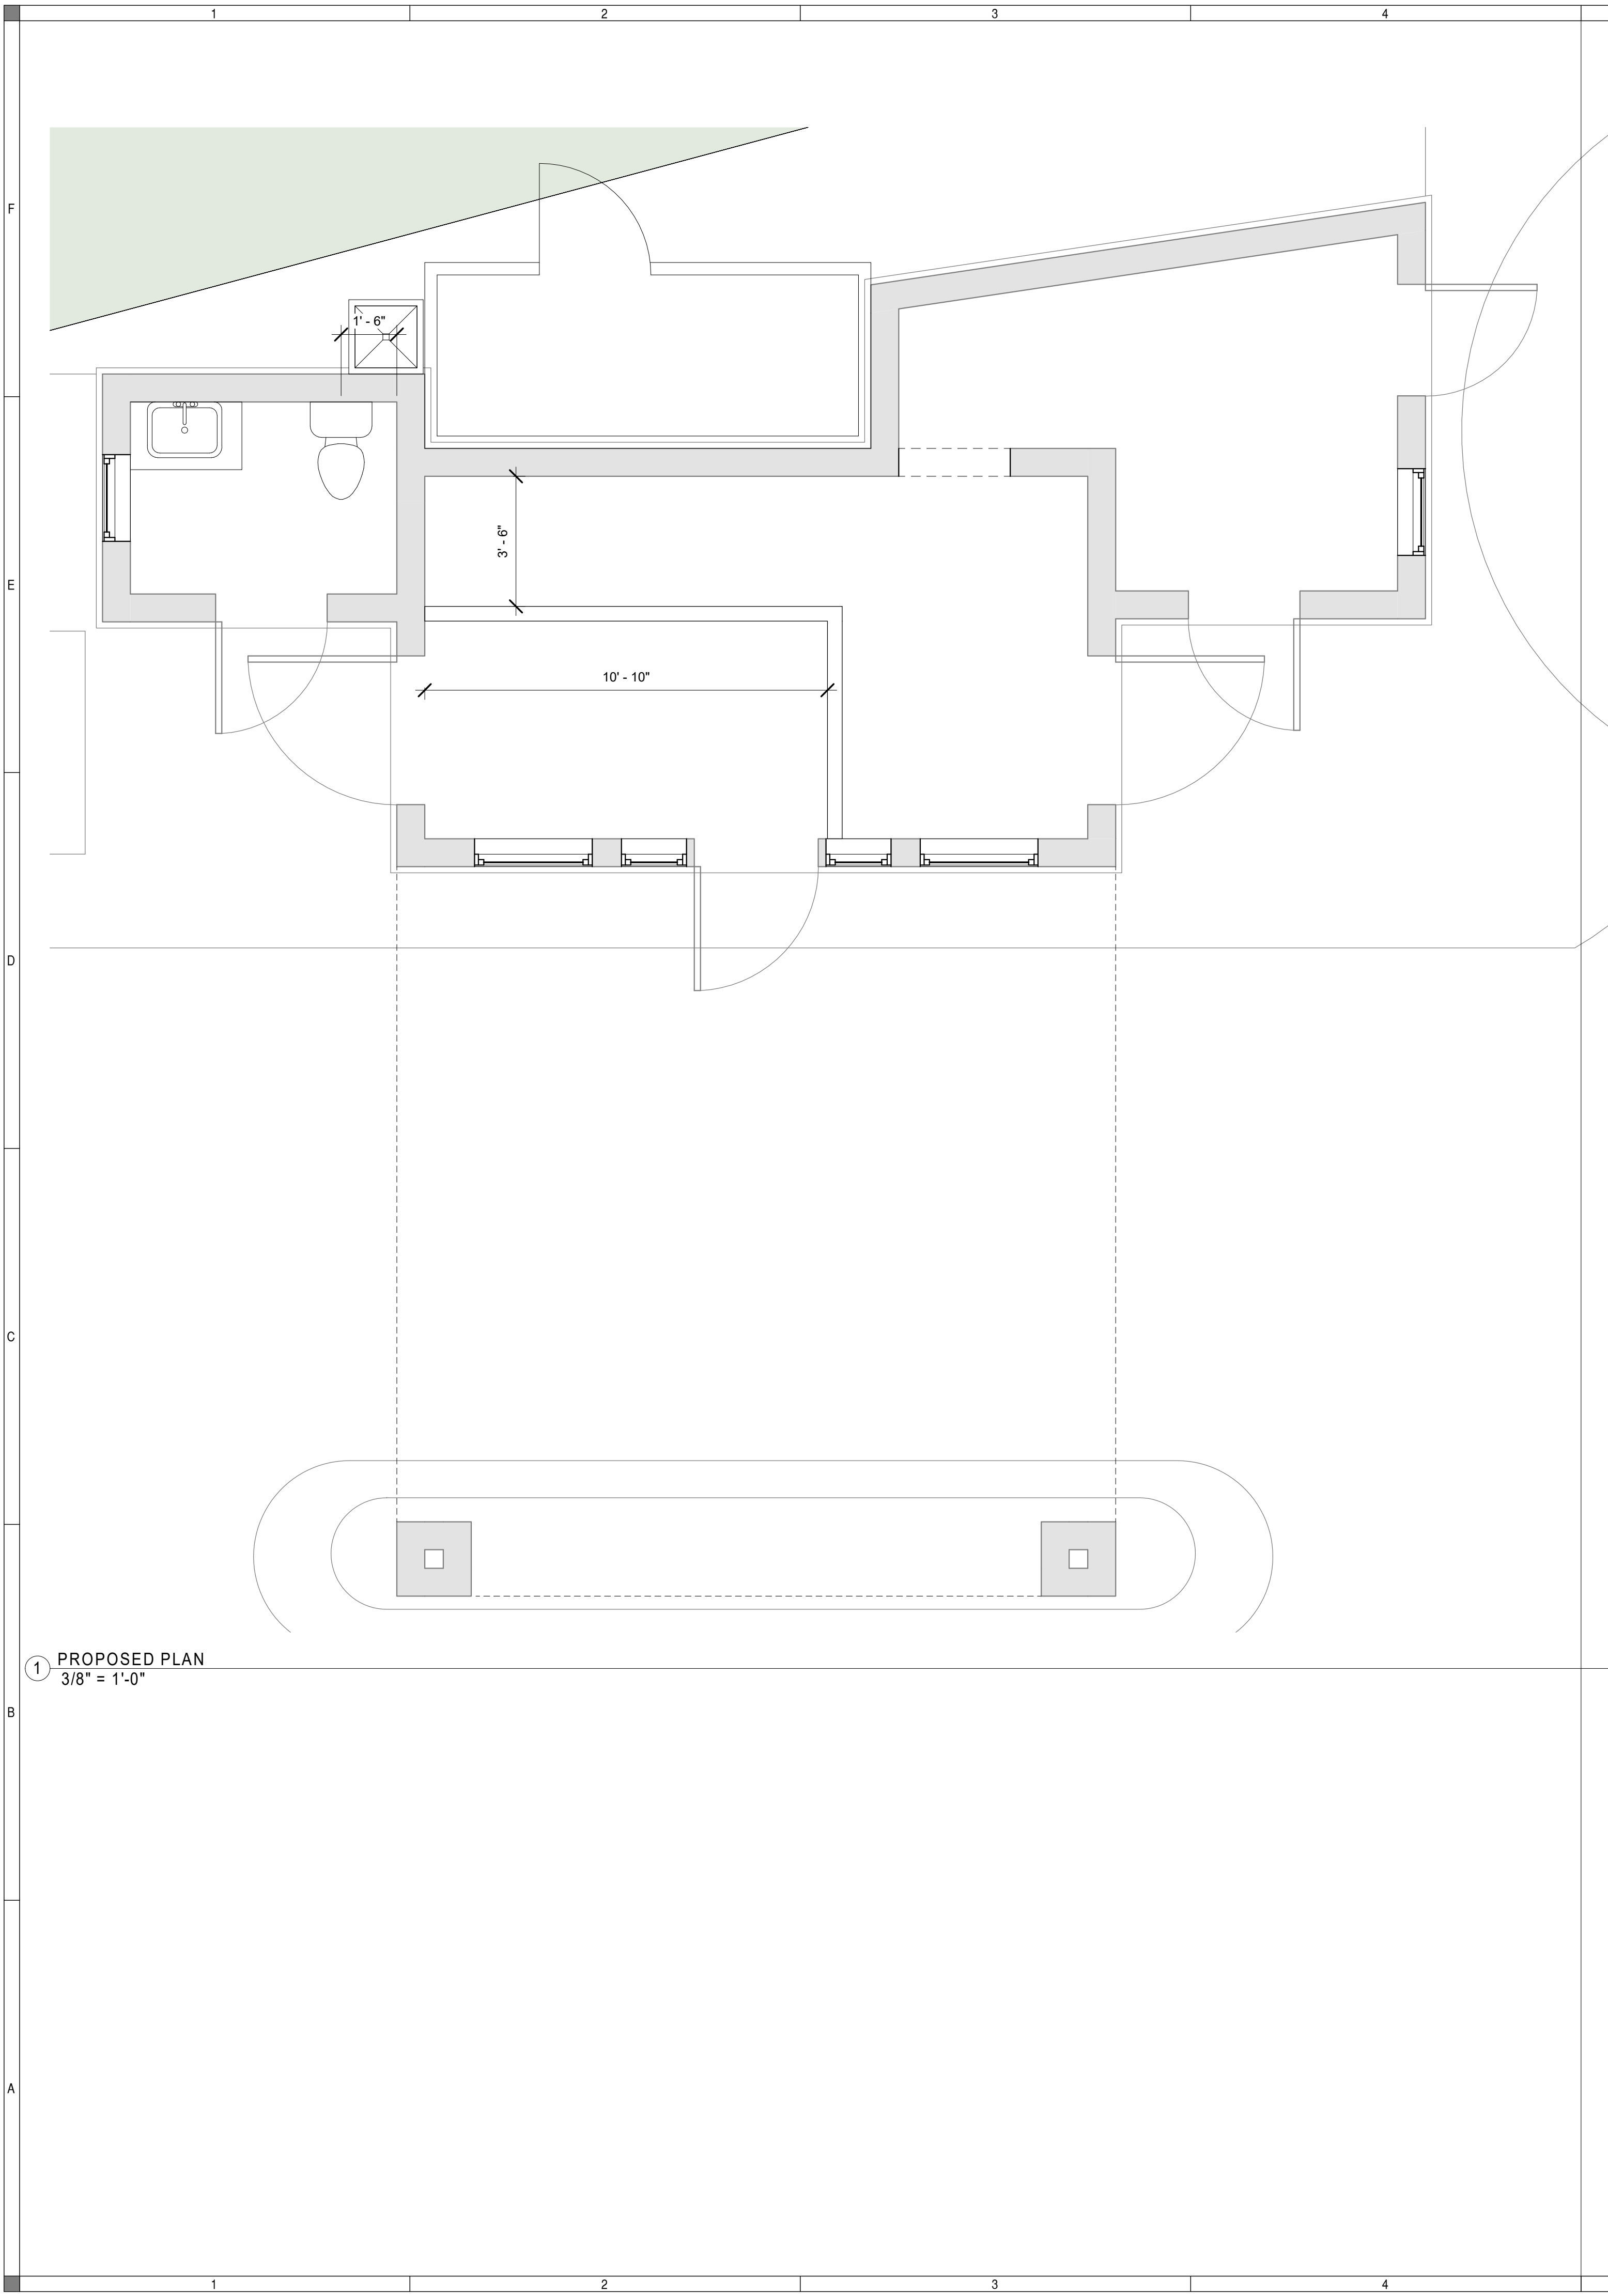 1 2 3 4
F
1' - 6"
3' - 6"
E
10' - 10"
D
C
1 PROPOSED PLAN
3/8" = 1'-0"
B
A
1 2 3 4